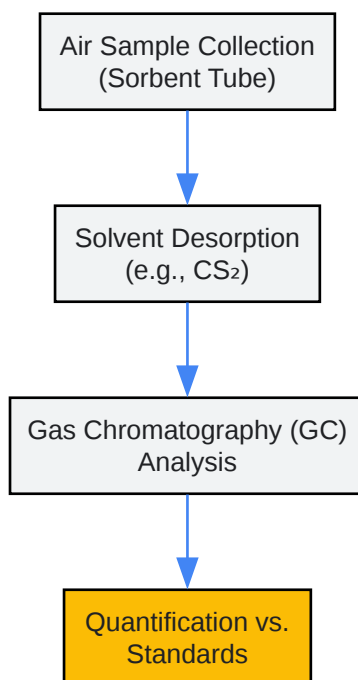 Air Sample Collection
(Sorbent Tube)
Solvent Desorption
(e.g., CS₂)
Gas Chromatography (GC)
Analysis
Quantification vs.
Standards